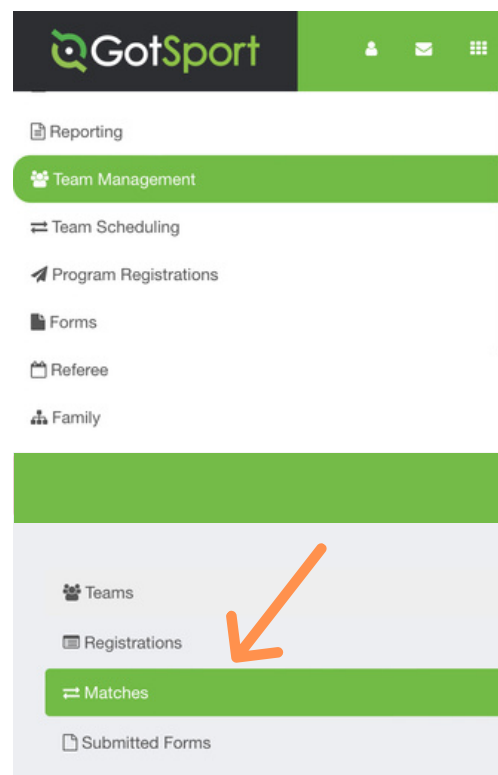 GotSport
Reporting
Team Management
Team Scheduling
Program Registrations
Forms
Referee
Family
Teams
Registrations
Matches
Submitted Forms